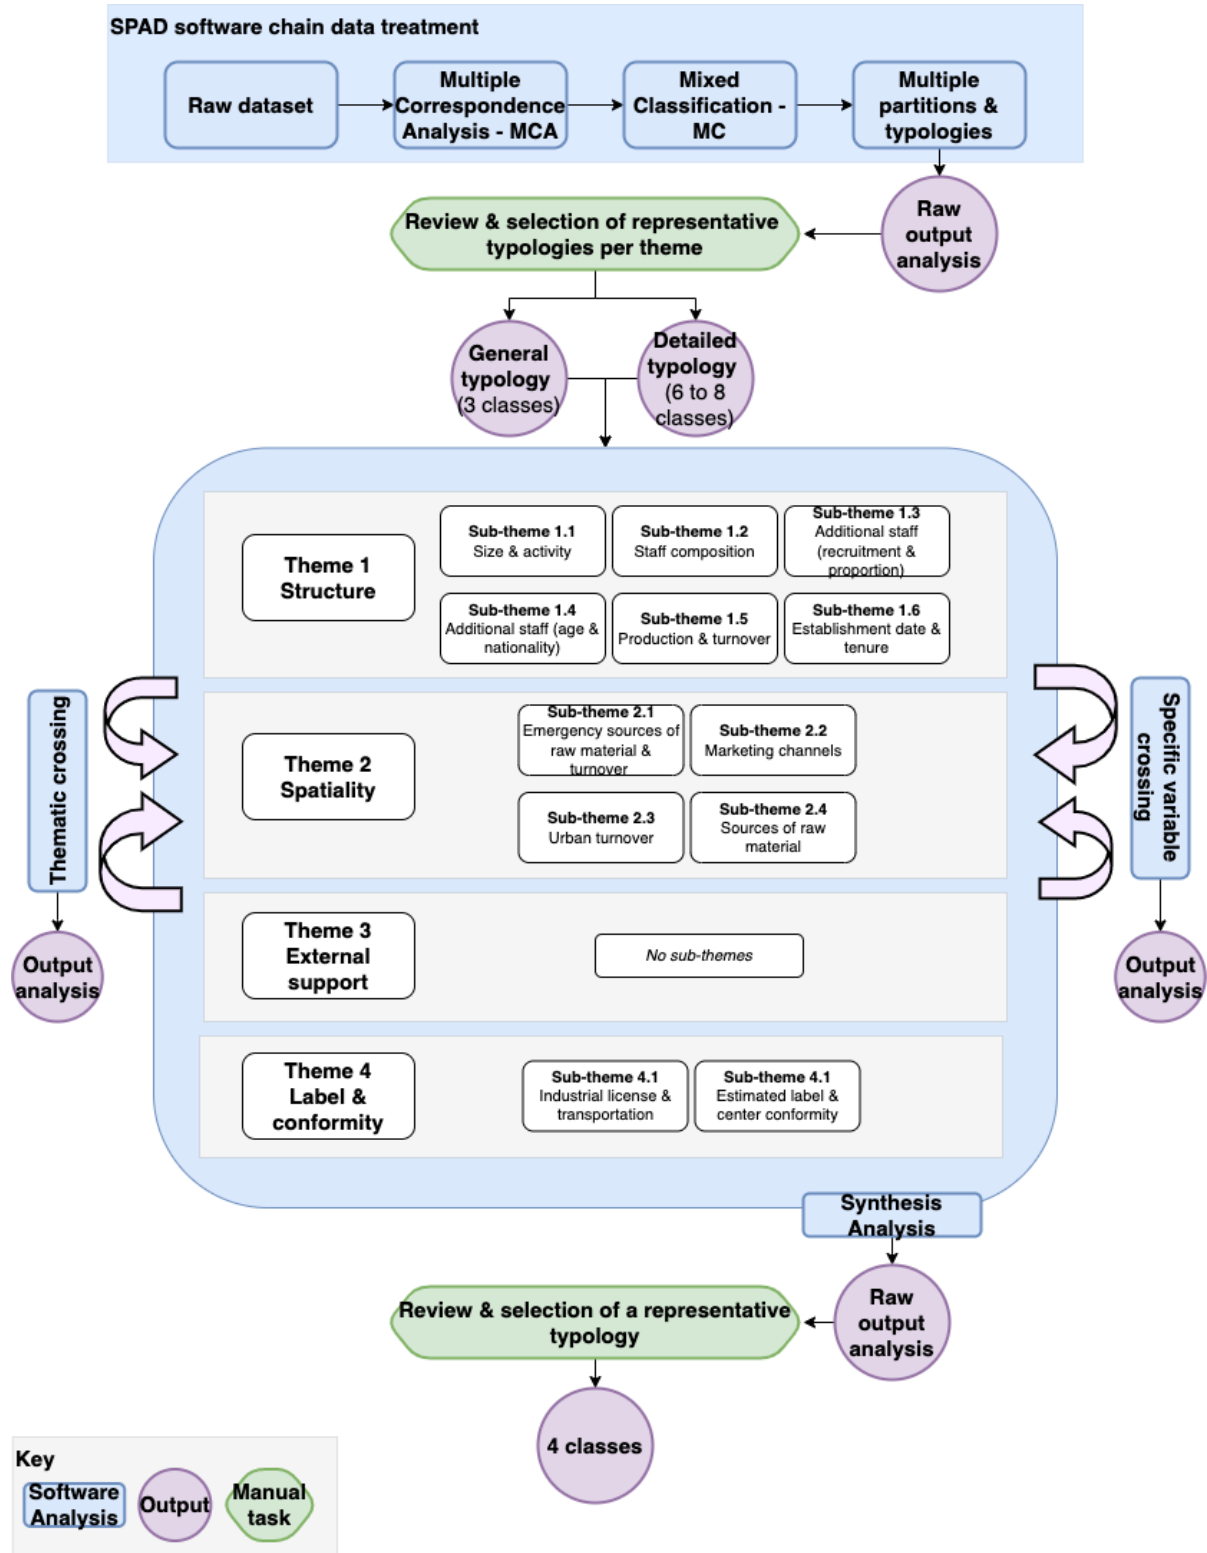 SPAD software chain data treatment
Raw dataset
Multiple
Correspondence
Analysis - MCA
Mixed
Classification -
MC
Multiple
partitions &
typologies
Raw
output
analysis
Review & selection of representative
typologies per theme
General
typology
(3 classes)
Detailed
typology
(6 to 8
classes)
Theme 1
Structure
Sub-theme 1.1
Size & activity
Sub-theme 1.2
Staff composition
Sub-theme 1.3
Additional staff
(recruitment &
proportion)
Sub-theme 1.4
Additional staff (age &
nationality)
Sub-theme 1.5
Production & turnover
Sub-theme 1.6
Establishment date &
tenure
Thematic crossing
Output
analysis
Theme 2
Spatiality
Sub-theme 2.1
Emergency sources of
raw material &
turnover
Sub-theme 2.2
Marketing channels
Sub-theme 2.3
Urban turnover
Sub-theme 2.4
Sources of raw
material
Specific variable
crossing
Output
analysis
Theme 3
External
support
No sub-themes
Theme 4
Label &
conformity
Sub-theme 4.1
Industrial license &
transportation
Sub-theme 4.1
Estimated label &
center conformity
Synthesis
Analysis
Raw
output
analysis
Review & selection of a representative
typology
4 classes
Key
Software
Analysis
Output
Manual
task